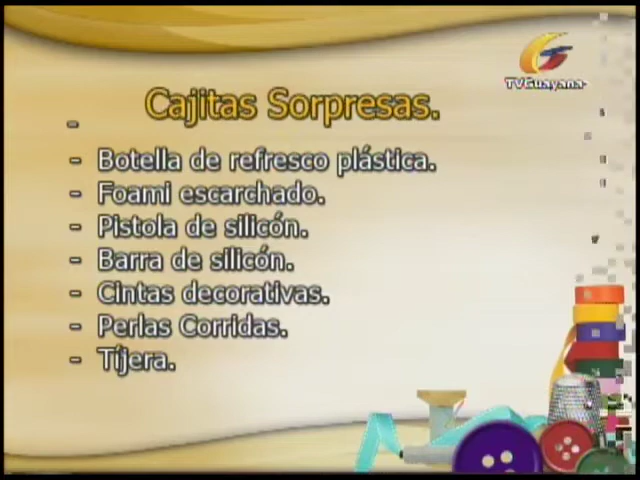 TVGuayana
Cajitas Sorpresas.
-
- Botella de refresco plástica.
- Foami escarchado.
- Pistola de silicón.
- Barra de silicón.
- Cintas decorativas.
- Perlas Corridas.
- Tíjera.